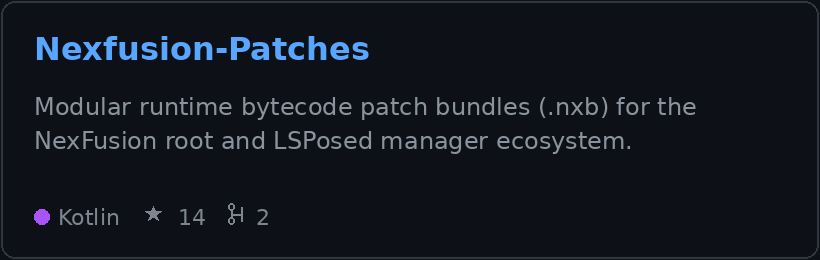 Nexfusion-Patches
Modular runtime bytecode patch bundles (.nxb) for the
NexFusion root and LSPosed manager ecosystem.
Kotlin 14 2